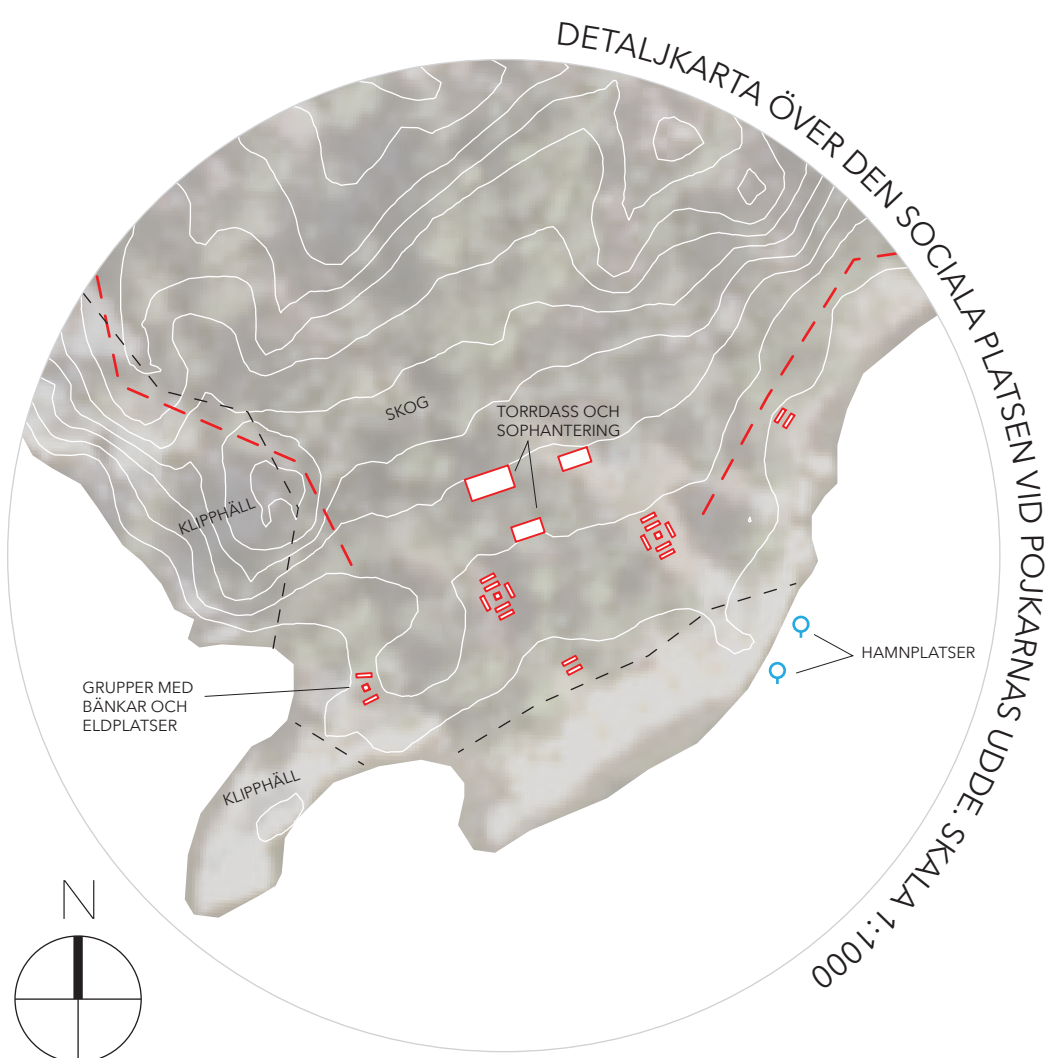 DETALJKARTA ÖVER DEN SOCIALA PLATSEN VID POJKARNAS UDDE. SKALA 1:1000
SKOG
TORRDASS OCH
SOPHANTERING
KLIPPHÄLL
HAMNPLATSER
GRUPPER MED
BÄNKAR OCH
ELDPLATSER
KLIPPHÄLL
N